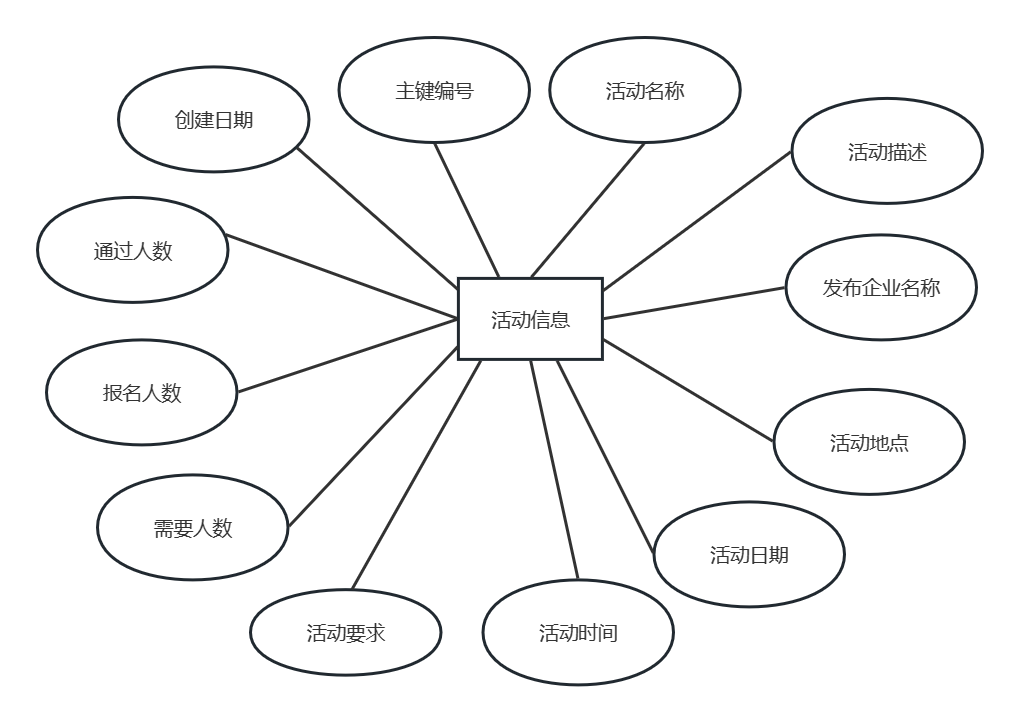 主键编号
活动名称
创建日期
活动描述
通过人数
发布企业名称
活动信息
报名人数
活动地点
需要人数
活动日期
活动要求
活动时间